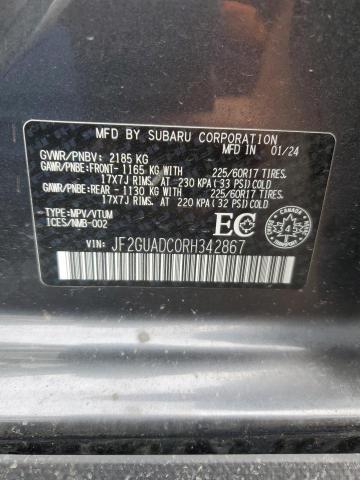 MFD.BY SUBARU CORPORATION 01/24
GVWR/PNBV: 2185 KG
GAWR/PNBE:FRONT- 1165 KG WITH 225/60R17 TIRES,
17X7J RIMS, AT 230 KPA (33 PSI) COLD
GAWR/PNBE:REAR - 1130 KG WITH 225/60R17 TIRES,
17X7J RIMS, AT 220 KPA (32 PSI) COLD
TYPE:MPV/VTUM
ICES/NMB-002
EC
CANADA
VIN: JF2GUADC0RH342867